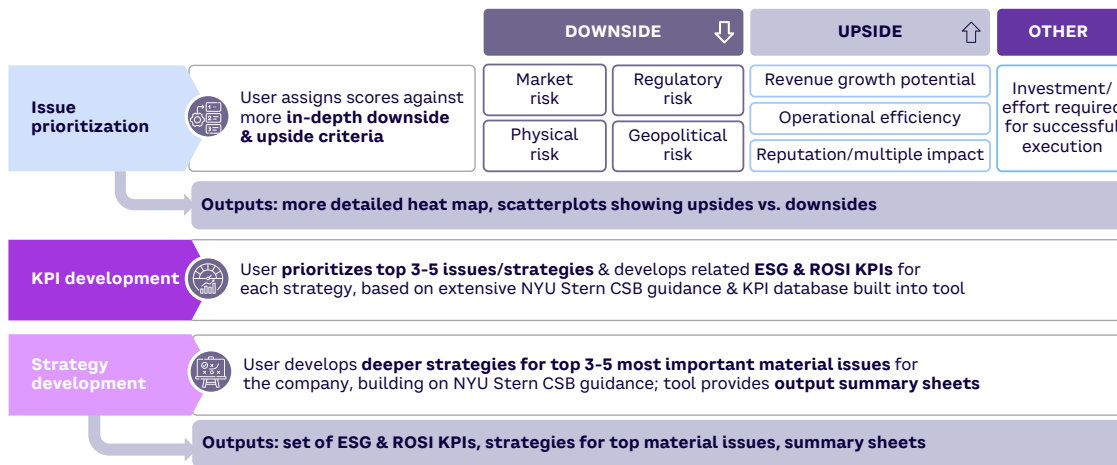 DOWNSIDE
UPSIDE
OTHER
Issue
prioritization
User assigns scores against
more in-depth downside
& upside criteria
Market
risk
Regulatory
risk
Physical
risk
Geopolitical
risk
Revenue growth potential
Operational efficiency
Reputation/multiple impact
Investment/
effort required
for successful
execution
Outputs: more detailed heat map, scatterplots showing upsides vs. downsides
KPI development
User prioritizes top 3-5 issues/strategies & develops related ESG & ROSI KPIs for
each strategy, based on extensive NYU Stern CSB guidance & KPI database built into tool
Strategy
development
User develops deeper strategies for top 3-5 most important material issues for
the company, building on NYU Stern CSB guidance; tool provides output summary sheets
Outputs: set of ESG & ROSI KPIs, strategies for top material issues, summary sheets